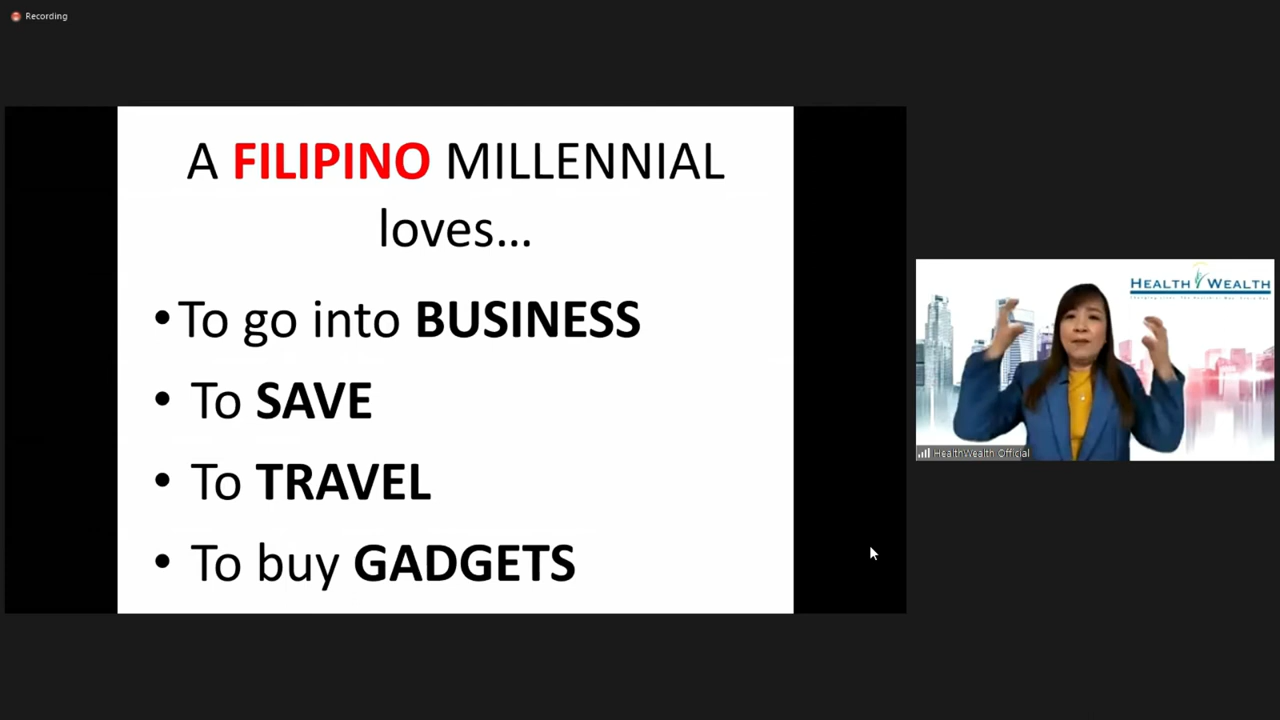 Recording
A FILIPINO MILLENNIAL
loves...
• To go into BUSINESS
• To SAVE
• To TRAVEL
• To buy GADGETS
HEALTH WEALTH
HealthWealth Official